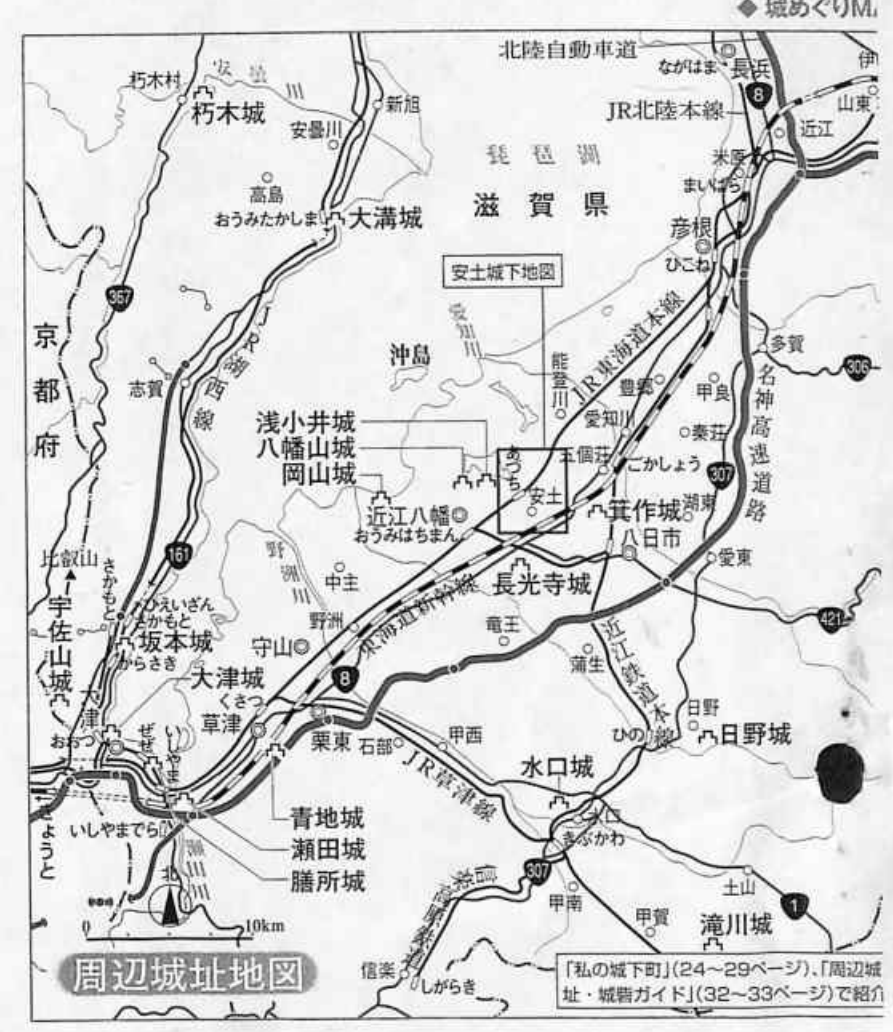 ◆ 城めぐりM
北陸自動車道
ながはま
長浜
伊
朽木村
安曇川
8
山東
新旭
JR北陸本線
朽木城
近江
安曇川
琵琶湖
米原
まいばら
高島
滋賀県
おうみたかしま
大溝城
彦根
ひこね
安土城下地図
367
愛知川
JR東海道本線
JR湖西線
京都府
沖島
能登川
多賀
306
志賀
豊郷
甲良
名神高速道路
愛知川
浅小井城
秦荘
八幡山城
あづち
五個荘
ごかしょう
岡山城
307
安土
近江八幡
おうみはちまん
箕作城
湖東
八日市
161
野洲川
比叡山
さかもと
中主
長光寺城
愛東
ひえいざん
さかもと
宇佐山城
野洲
東海道新幹線
竜王
421
坂本城
守山
からさき
8
蒲生
近江鉄道本線
大津城
くさつ
草津
日野
大津
おおつ
ぜぜ
いしやま
栗東
石部
甲西
ひの
日野城
JR草津線
水口城
青地城
水口
いしやまでら
瀬田城
きぶかわ
きょうと
瀬田川
膳所城
307
信楽高原鉄道
土山
北
甲南
1
0
10km
甲賀
滝川城
周辺城址地図
信楽
しがらき
「私の城下町」(24〜29ページ)、「周辺城
址・城砦ガイド」(32〜33ページ)で紹介